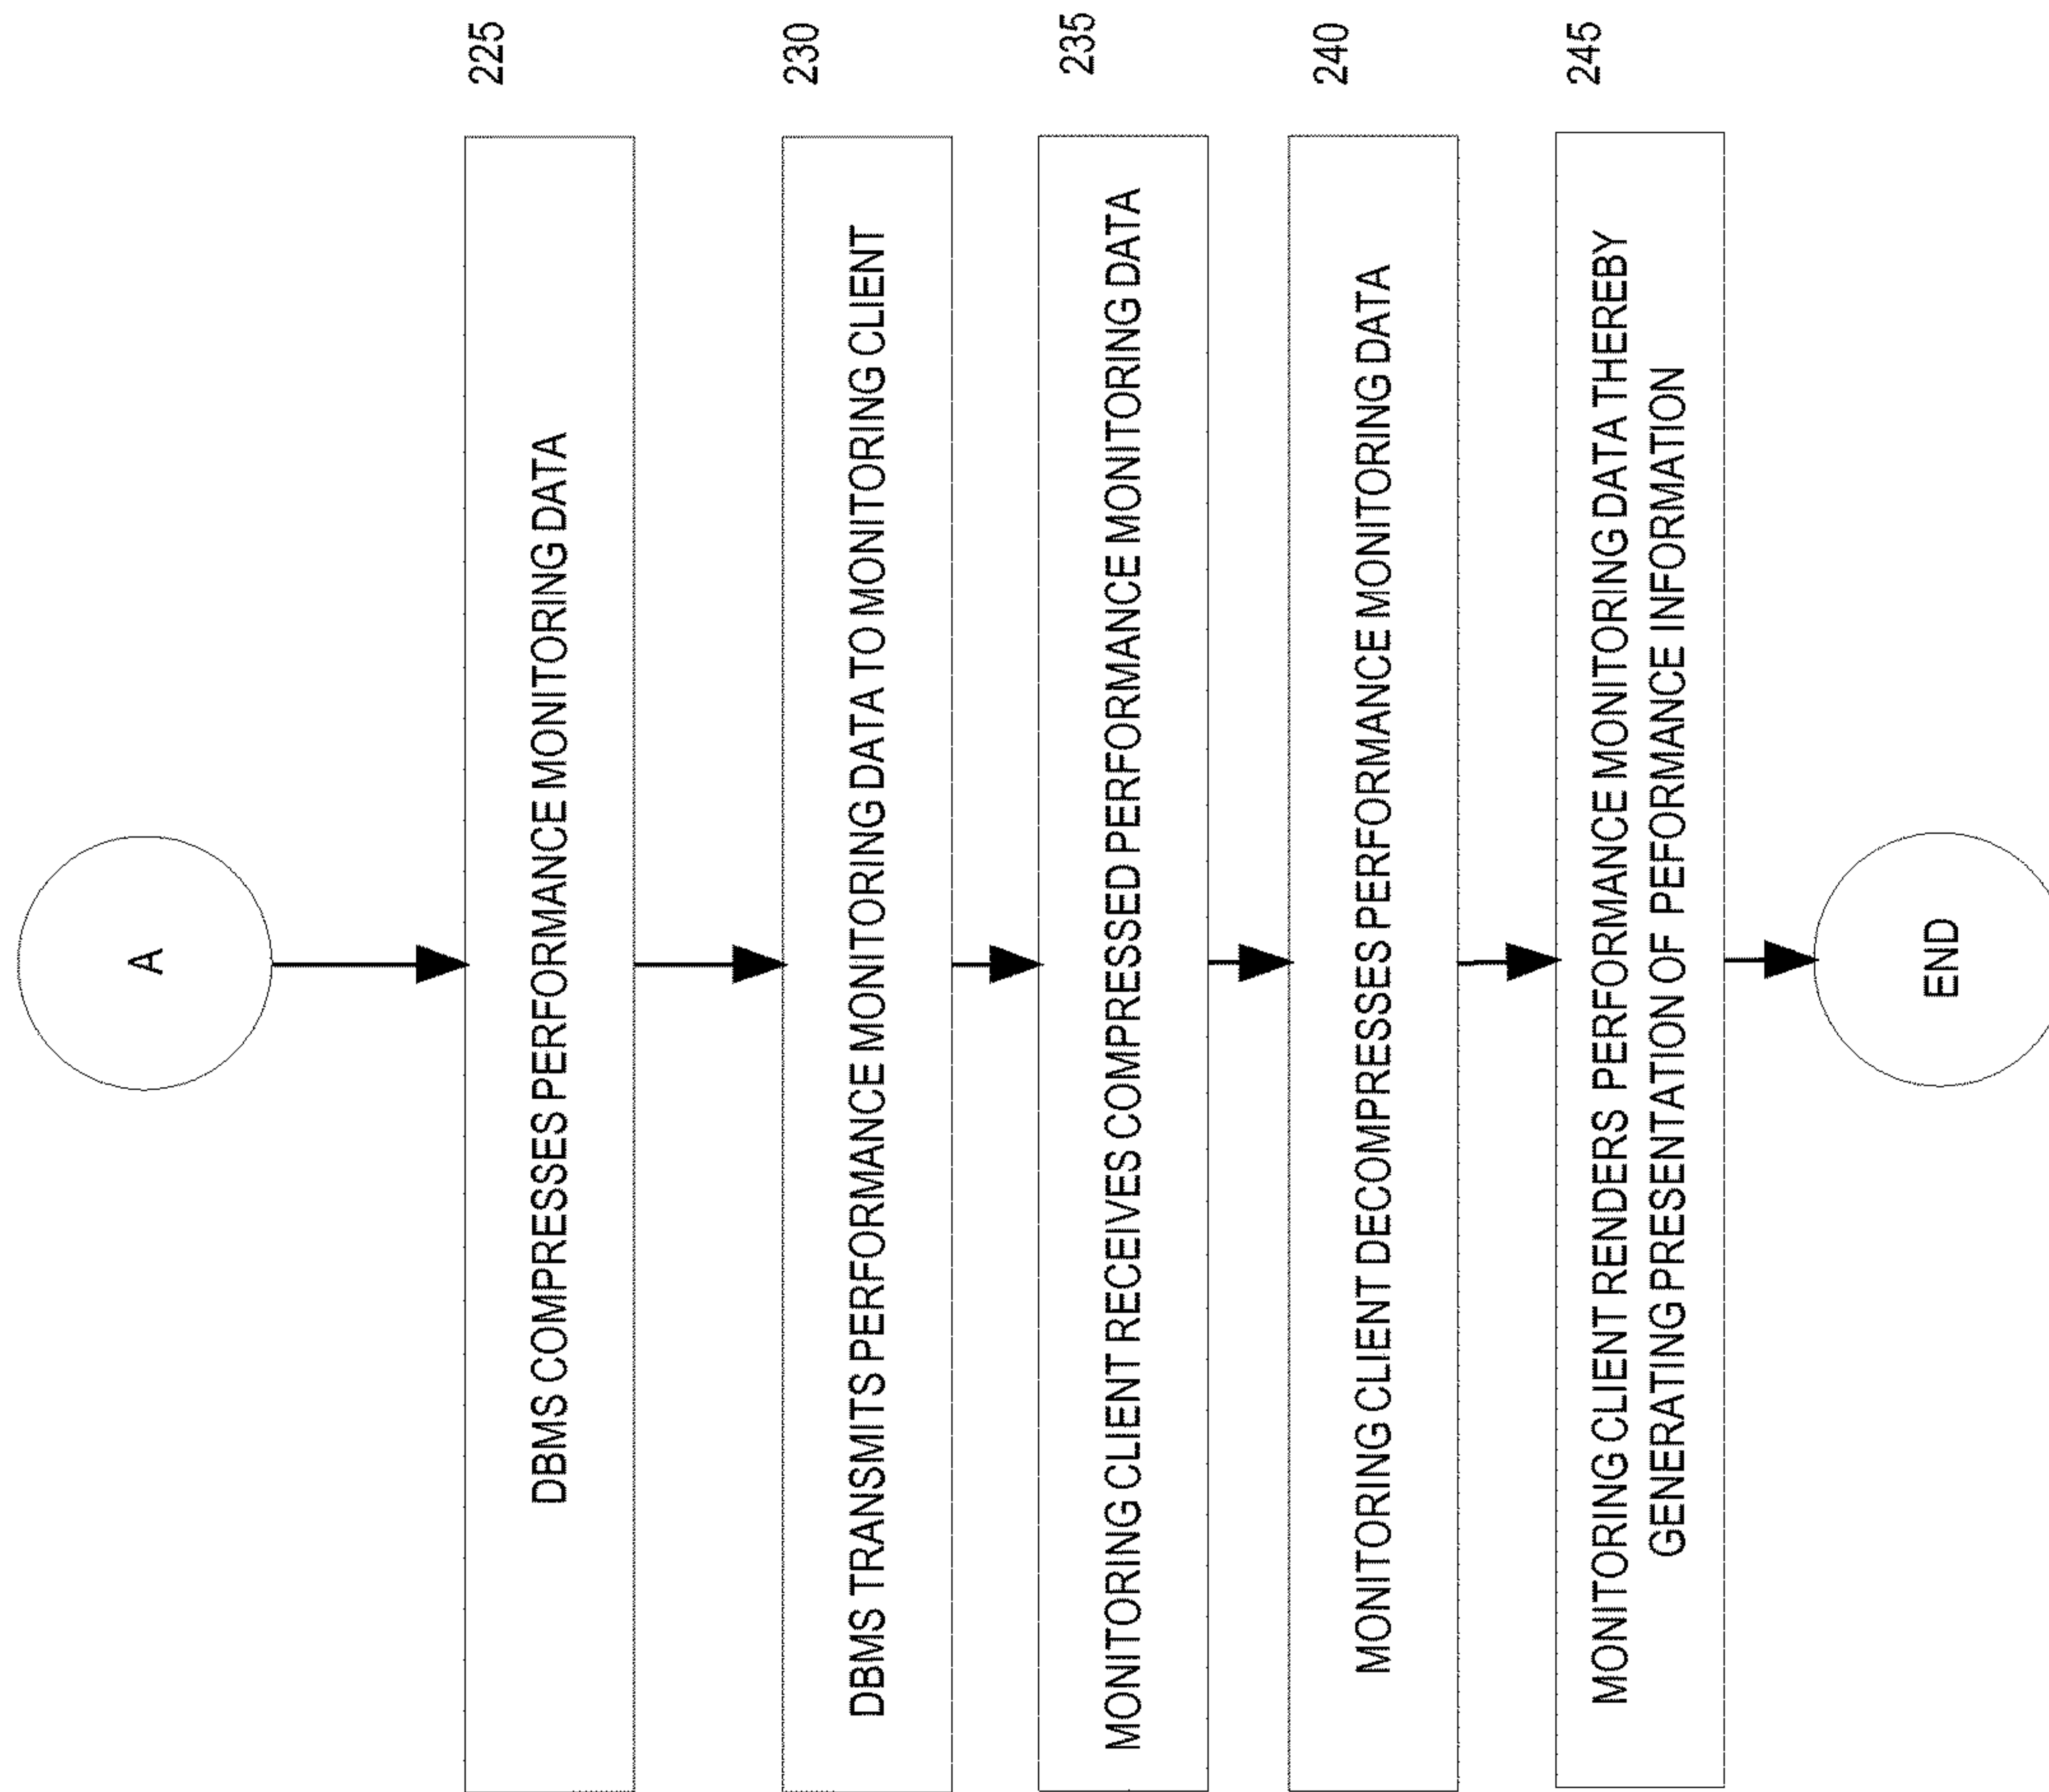 A
225
DBMS COMPRESSES PERFORMANCE MONITORING DATA
230
DBMS TRANSMITS PERFORMANCE MONITORING DATA TO MONITORING CLIENT
235
MONITORING CLIENT RECEIVES COMPRESSED PERFORMANCE MONITORING DATA
240
MONITORING CLIENT DECOMPRESSES PERFORMANCE MONITORING DATA
245
MONITORING CLIENT RENDERS PERFORMANCE MONITORING DATA THEREBY
GENERATING PRESENTATION OF PEFORMANCE INFORMATION
END